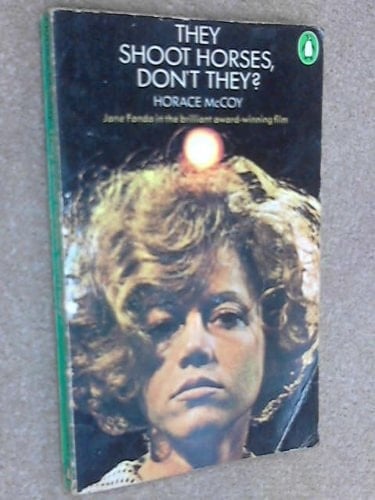 THEY
SHOOT HORSES,
DON'T THEY?
HORACE McCOY
Jane Fonda in the brilliant award-winning film